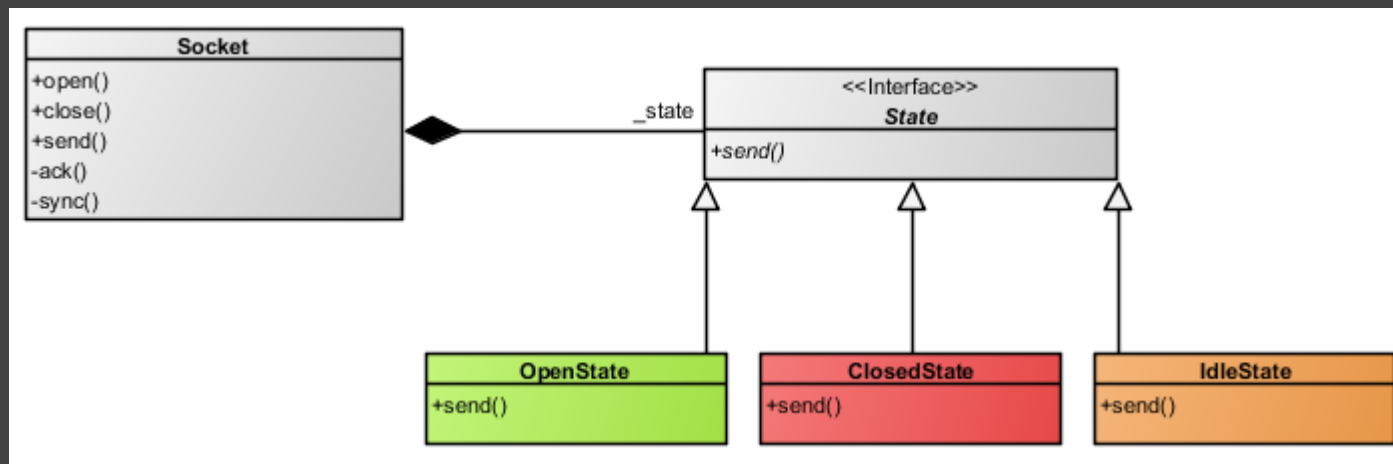 Socket
+open()
+close()
+send()
-ack()
-sync()
_state
<<Interface>>
State
+send()
OpenState
+send()
ClosedState
+send()
IdleState
+send()